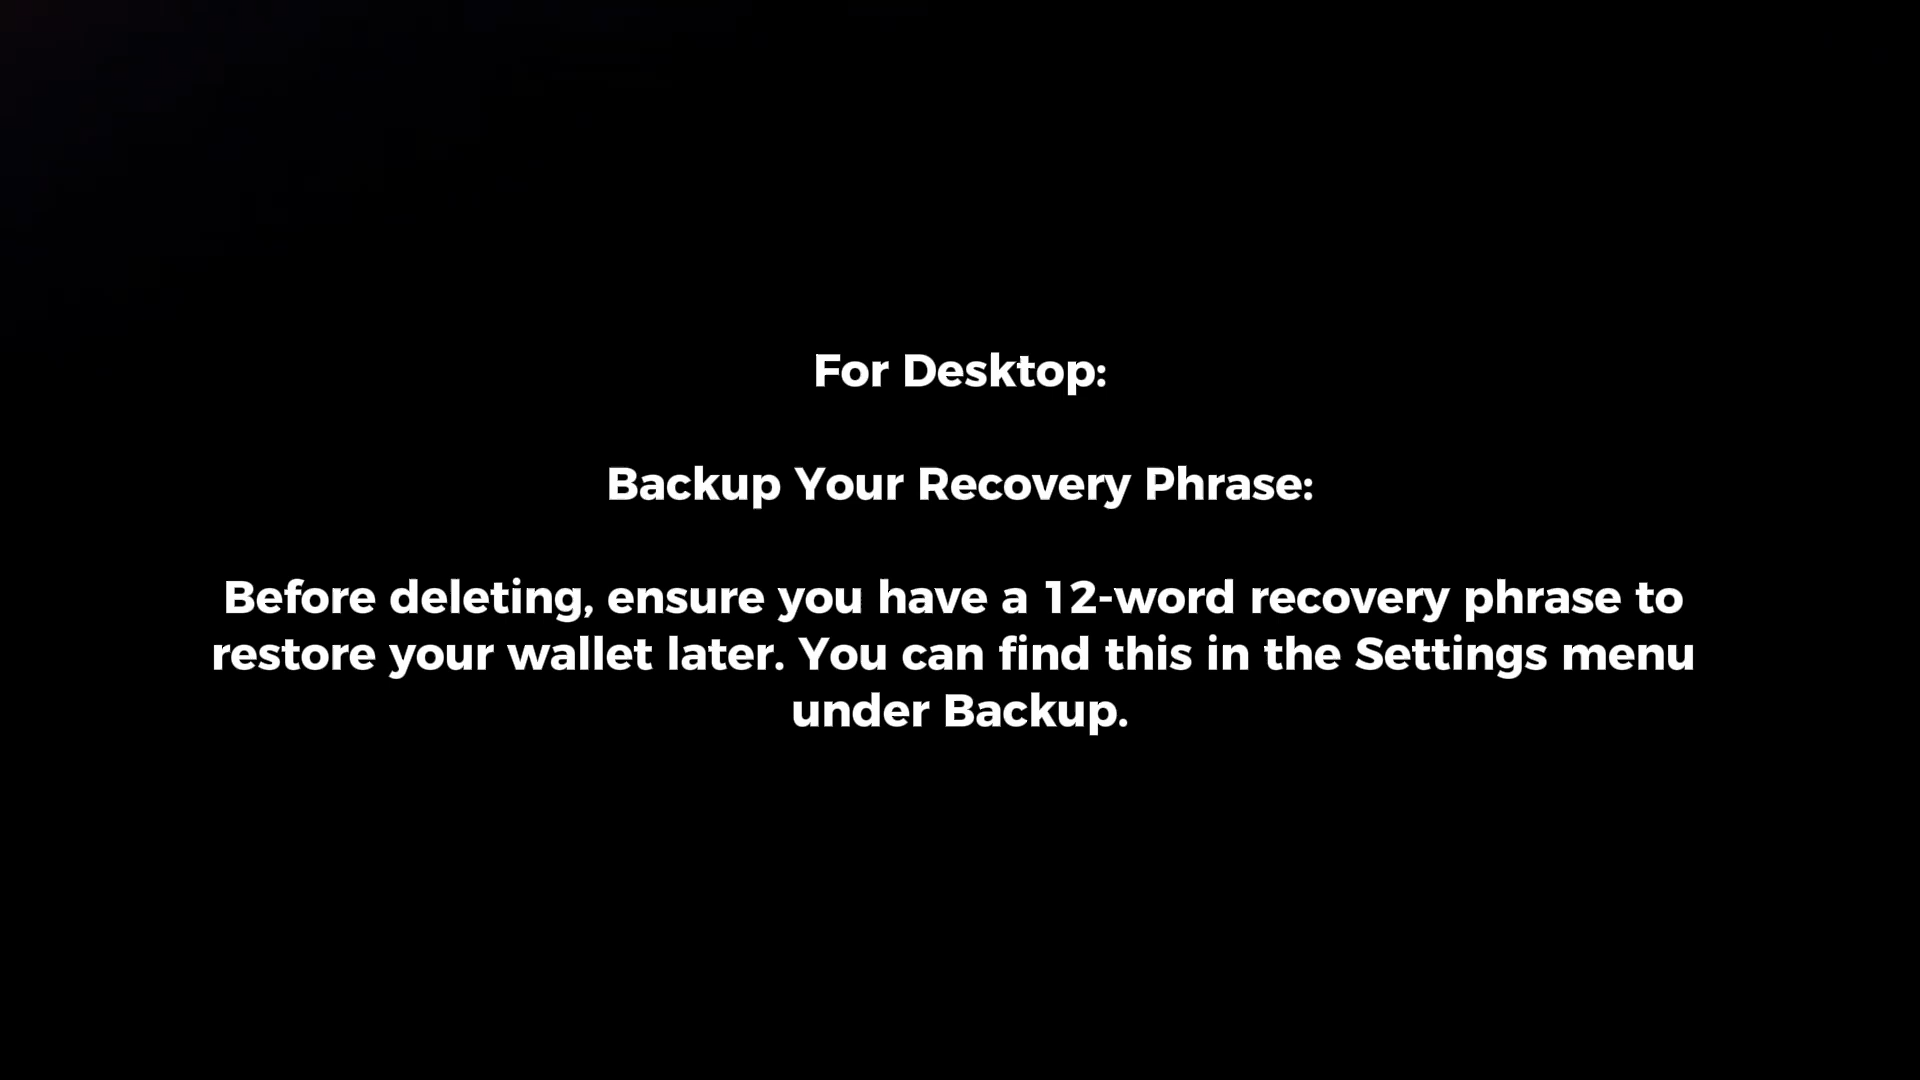 For Desktop:
Backup Your Recovery Phrase:
Before deleting, ensure you have a 12-word recovery phrase to
restore your wallet later. You can find this in the Settings menu
under Backup.